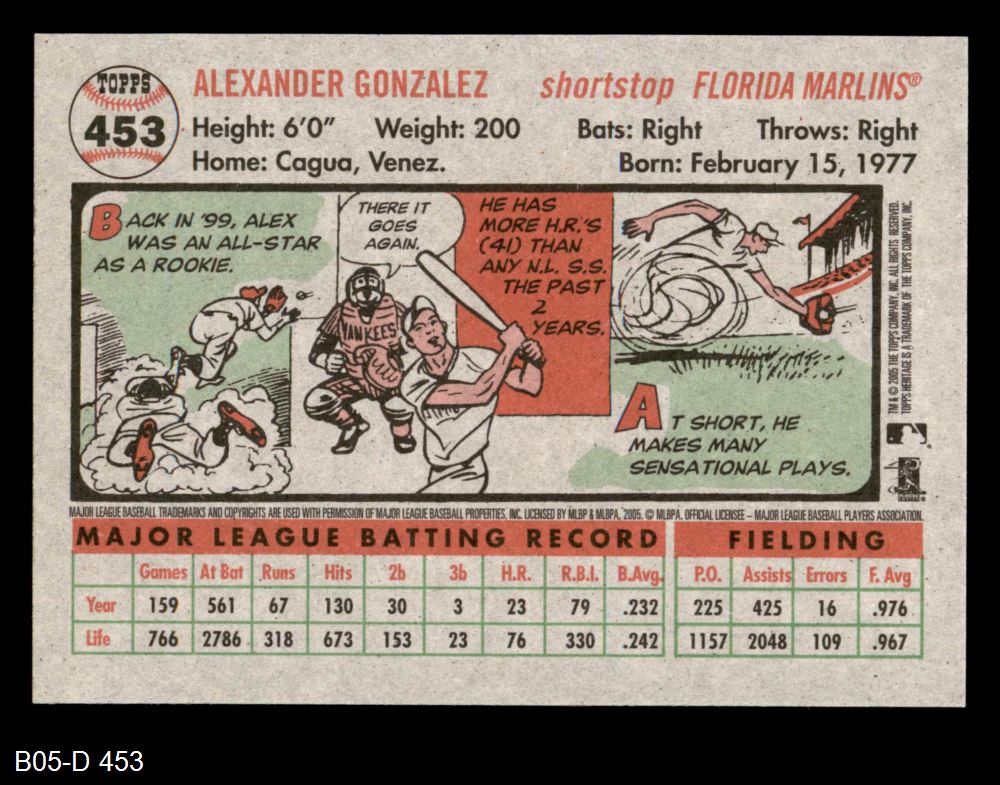 TOPPS
453
ALEXANDER GONZALEZ shortstop FLORIDA MARLINS®
Height: 6'0" Weight: 200 Bats: Right Throws: Right
Home: Cagua, Venez. Born: February 15, 1977
BACK IN '99, ALEX
WAS AN ALL-STAR
AS A ROOKIE.
THERE IT
GOES
AGAIN.
YANKEES
HE HAS
MORE H.R.'S
(41) THAN
ANY N.L. S.S.
THE PAST
2
YEARS.
AT SHORT, HE
MAKES MANY
SENSATIONAL PLAYS.
TM & © 2005 THE TOPPS COMPANY, INC. ALL RIGHTS RESERVED.
TOPPS HERITAGE IS A TRADEMARK OF THE TOPPS COMPANY, INC.
MAJOR LEAGUE BASEBALL TRADEMARKS AND COPYRIGHTS ARE USED WITH PERMISSION OF MAJOR LEAGUE BASEBALL PROPERTIES, INC. LICENSED BY MLBP & MLBPA, 2005. © MLBPA. OFFICIAL LICENSEE – MAJOR LEAGUE BASEBALL PLAYERS ASSOCIATION.
MAJOR LEAGUE BATTING RECORD FIELDING
Games At Bat Runs Hits 2b 3b H.R. R.B.I. B.Avg. P.O. Assists Errors F. Avg
Year 159 561 67 130 30 3 23 79 .232 225 425 16 .976
Life 766 2786 318 673 153 23 76 330 .242 1157 2048 109 .967
B05-D 453